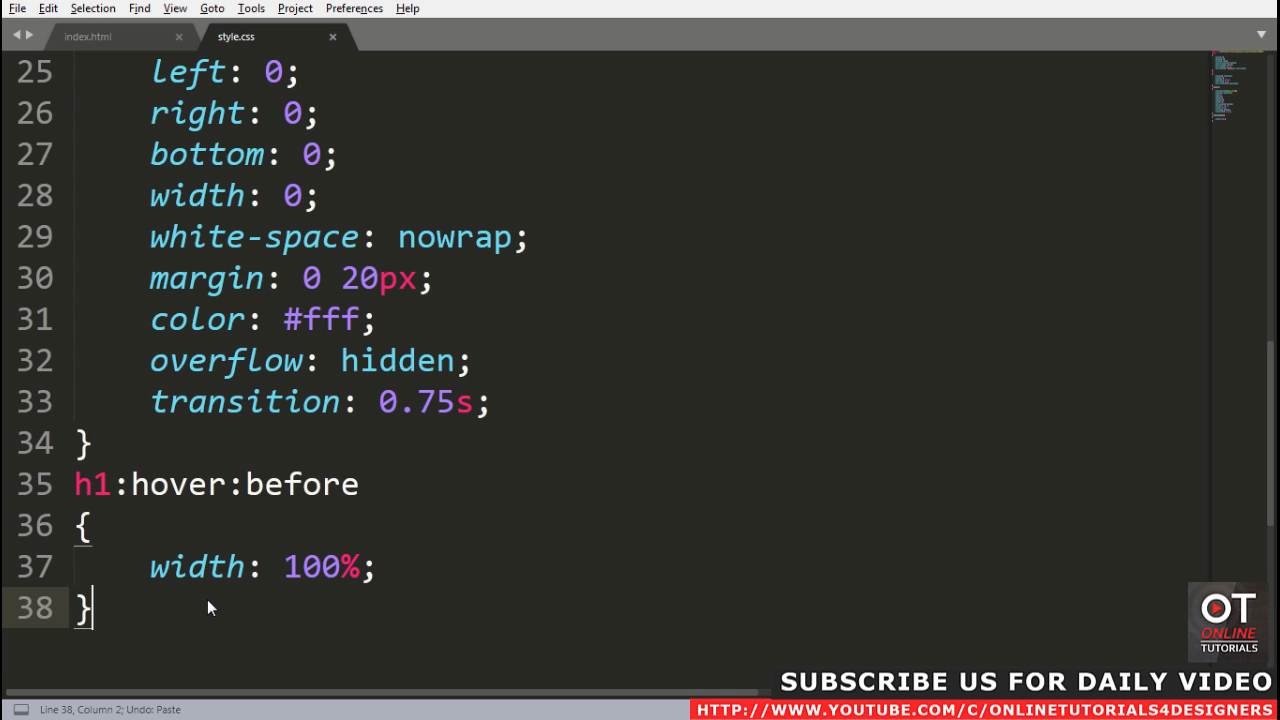 File Edit Selection Find View Goto Tools Project Preferences Help
index.html style.css
25 left: 0;
26 right: 0;
27 bottom: 0;
28 width: 0;
29 white-space: nowrap;
30 margin: 0 20px;
31 color: #fff;
32 overflow: hidden;
33 transition: 0.75s;
34 }
35 h1:hover:before
36 {
37 width: 100%;
38 }
OT
ONLINE
TUTORIALS
SUBSCRIBE US FOR DAILY VIDEO
Line 38, Column 2; Undo: Paste
HTTP://WWW.YOUTUBE.COM/C/ONLINETUTORIALS4DESIGNERS